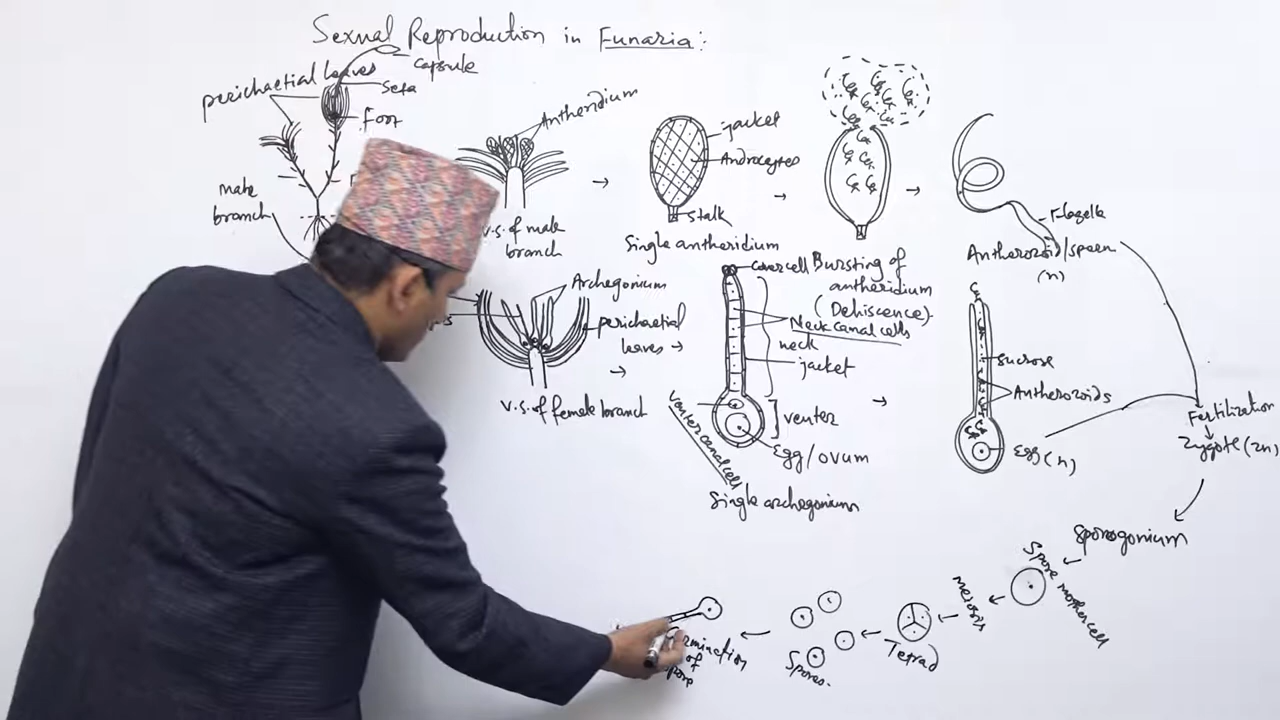 Sexual Reproduction in Funaria:
capsule
perichaetial leaves
Seta
Foot
male
branch
Antheridium
v.s. of male
branch
jacket
Androcytes
stalk
Single antheridium
Bursting of
antheridium
(Dehiscence)
Flagella
Antherozoid/sperm
(n)
Archegonium
perichaetial
leaves
v.s. of female branch
cover cell
Neck canal cells
neck
jacket
venter canal cell
venter
Egg/ovum
Single archegonium
sucrose
Antherozoids
Egg (n)
Fertilization
Zygote (2n)
Sporogonium
Spore mother cell
meiosis
Tetrad
Spores.
of